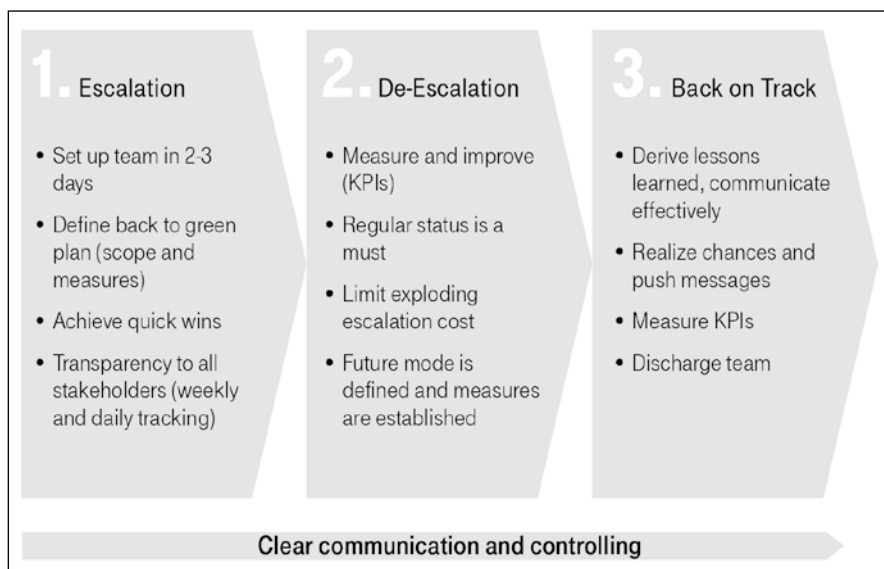 1. Escalation
• Set up team in 2-3
days
• Define back to green
plan (scope and
measures)
• Achieve quick wins
• Transparency to all
stakeholders (weekly
and daily tracking)
2. De-Escalation
• Measure and improve
(KPIs)
• Regular status is a
must
• Limit exploding
escalation cost
• Future mode is
defined and measures
are established
3. Back on Track
• Derive lessons
learned, communicate
effectively
• Realize chances and
push messages
• Measure KPIs
• Discharge team
Clear communication and controlling